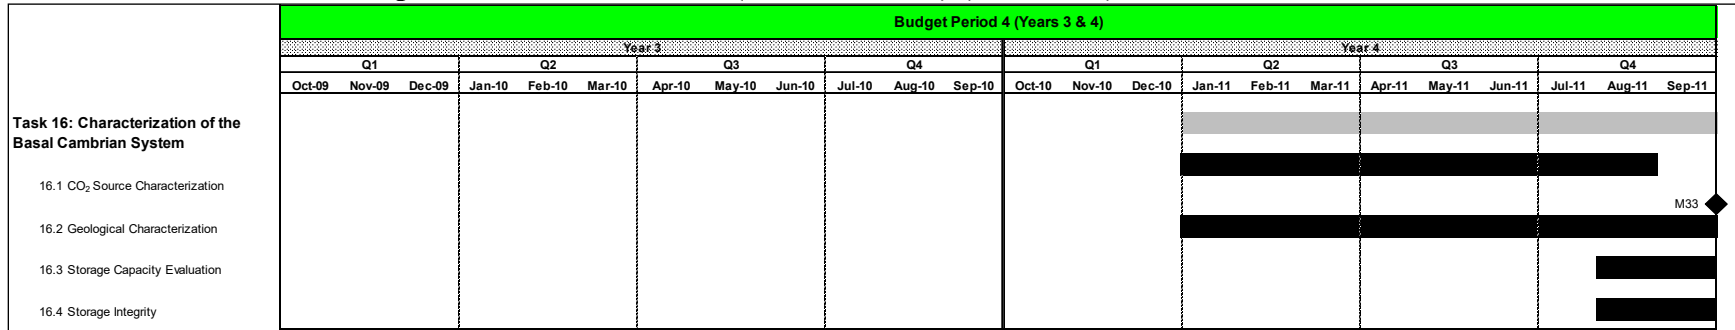 Budget Period 4 (Years 3 & 4)
Year 3 Year 4
Q1 Q2 Q3 Q4 Q1 Q2 Q3 Q4
Oct-09 Nov-09 Dec-09 Jan-10 Feb-10 Mar-10 Apr-10 May-10 Jun-10 Jul-10 Aug-10 Sep-10 Oct-10 Nov-10 Dec-10 Jan-11 Feb-11 Mar-11 Apr-11 May-11 Jun-11 Jul-11 Aug-11 Sep-11
Task 16: Characterization of the
Basal Cambrian System
16.1 CO₂ Source Characterization
M33
16.2 Geological Characterization
16.3 Storage Capacity Evaluation
16.4 Storage Integrity